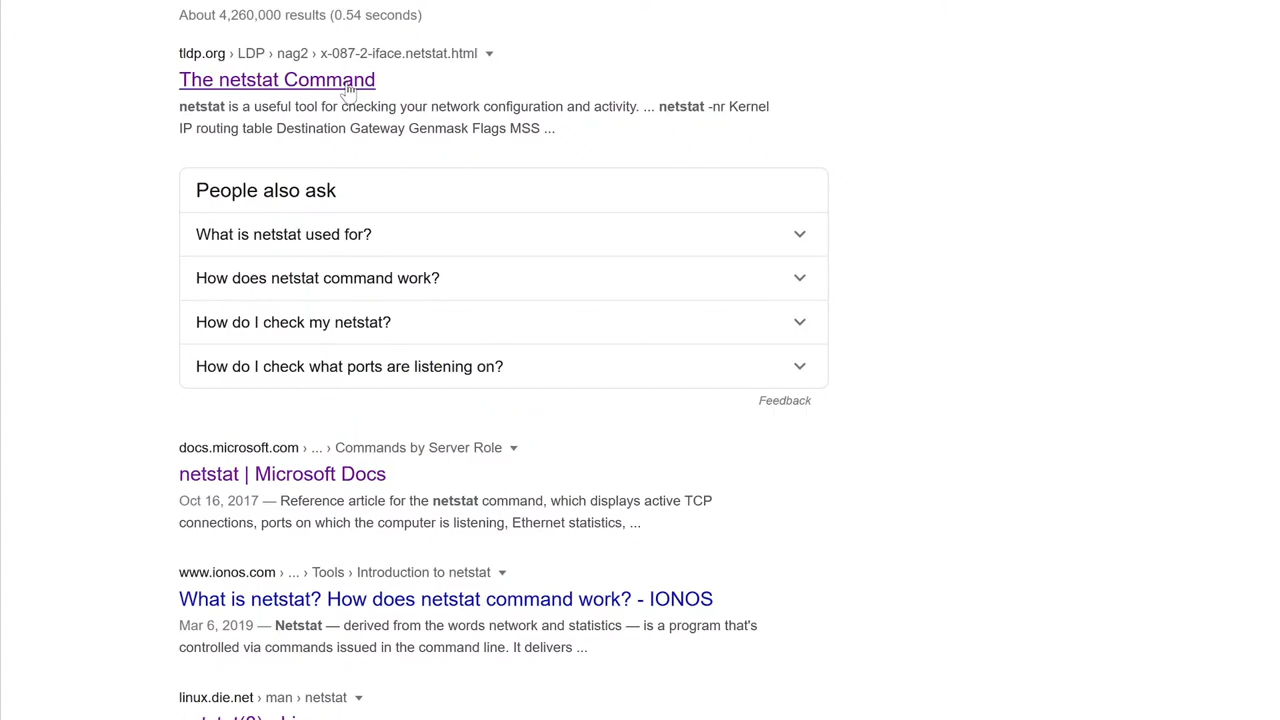 About 4,260,000 results (0.54 seconds)
tldp.org › LDP › nag2 › x-087-2-iface.netstat.html
The netstat Command
netstat is a useful tool for checking your network configuration and activity. ... netstat -nr Kernel
IP routing table Destination Gateway Genmask Flags MSS ...
People also ask
What is netstat used for?
How does netstat command work?
How do I check my netstat?
How do I check what ports are listening on?
Feedback
docs.microsoft.com › ... › Commands by Server Role
netstat | Microsoft Docs
Oct 16, 2017 — Reference article for the netstat command, which displays active TCP
connections, ports on which the computer is listening, Ethernet statistics, ...
www.ionos.com › ... › Tools › Introduction to netstat
What is netstat? How does netstat command work? - IONOS
Mar 6, 2019 — Netstat — derived from the words network and statistics — is a program that's
controlled via commands issued in the command line. It delivers ...
linux.die.net › man › netstat